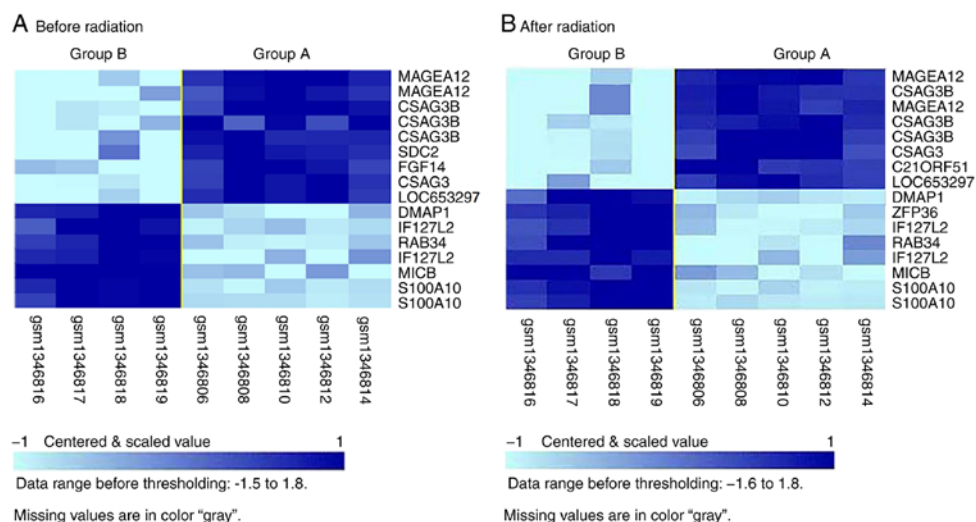 A Before radiation
Group B Group A
MAGEA12
MAGEA12
CSAG3B
CSAG3B
CSAG3B
SDC2
FGF14
CSAG3
LOC653297
DMAP1
IF127L2
RAB34
IF127L2
MICB
S100A10
S100A10
gsm1346816
gsm1346817
gsm1346818
gsm1346819
gsm1346806
gsm1346808
gsm1346810
gsm1346812
gsm1346814
−1 Centered & scaled value 1
Data range before thresholding: -1.5 to 1.8.
Missing values are in color “gray”.
B After radiation
Group B Group A
MAGEA12
CSAG3B
MAGEA12
CSAG3B
CSAG3B
CSAG3
C21ORF51
LOC653297
DMAP1
ZFP36
IF127L2
RAB34
IF127L2
MICB
S100A10
S100A10
gsm1346816
gsm1346817
gsm1346818
gsm1346819
gsm1346806
gsm1346808
gsm1346810
gsm1346812
gsm1346814
−1 Centered & scaled value 1
Data range before thresholding: −1.6 to 1.8.
Missing values are in color “gray”.